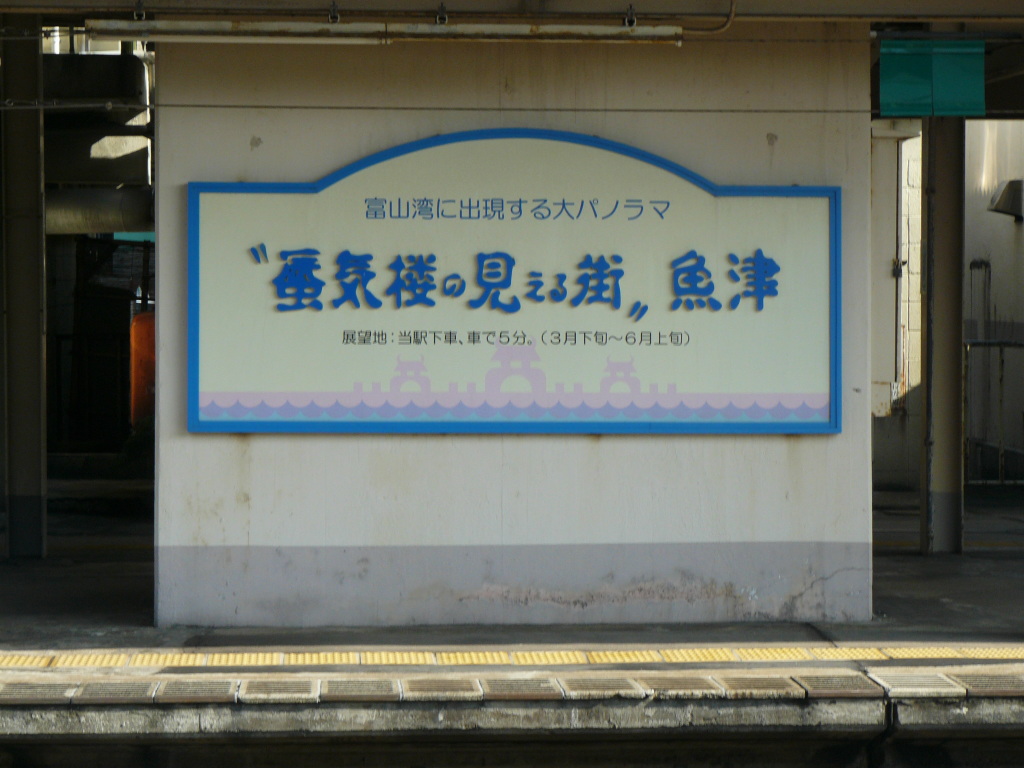 富山湾に出現する大パノラマ
〝蜃気楼の見える街〟魚津
展望地：当駅下車、車で5分。（3月下旬～6月上旬）